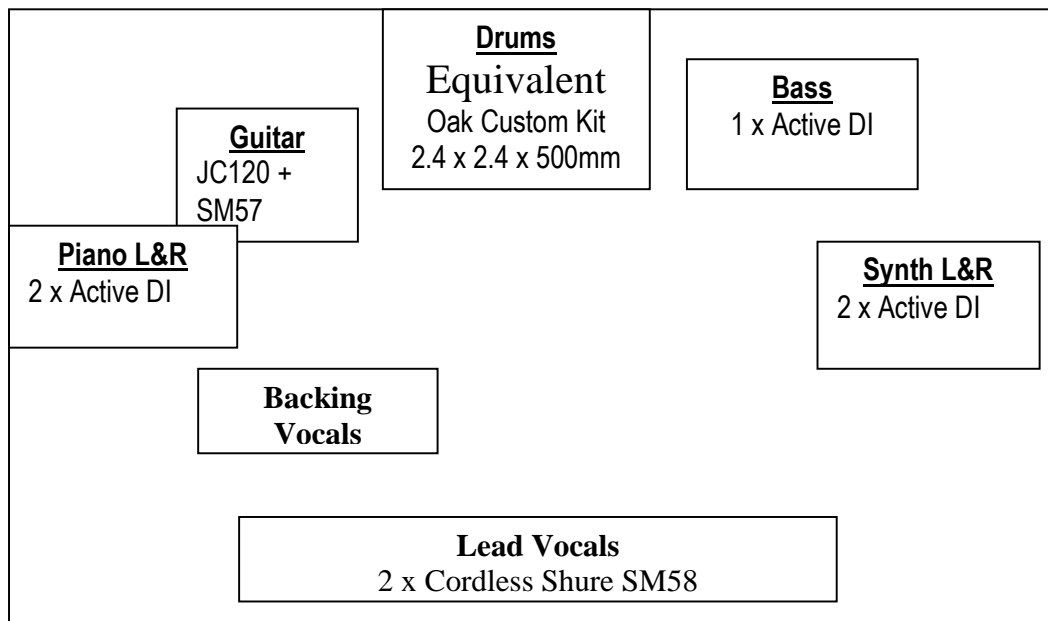 Drums
Equivalent
Oak Custom Kit
2.4 x 2.4 x 500mm
Bass
1 x Active DI
Guitar
JC120 +
SM57
Piano L&R
2 x Active DI
Synth L&R
2 x Active DI
Backing
Vocals
Lead Vocals
2 x Cordless Shure SM58